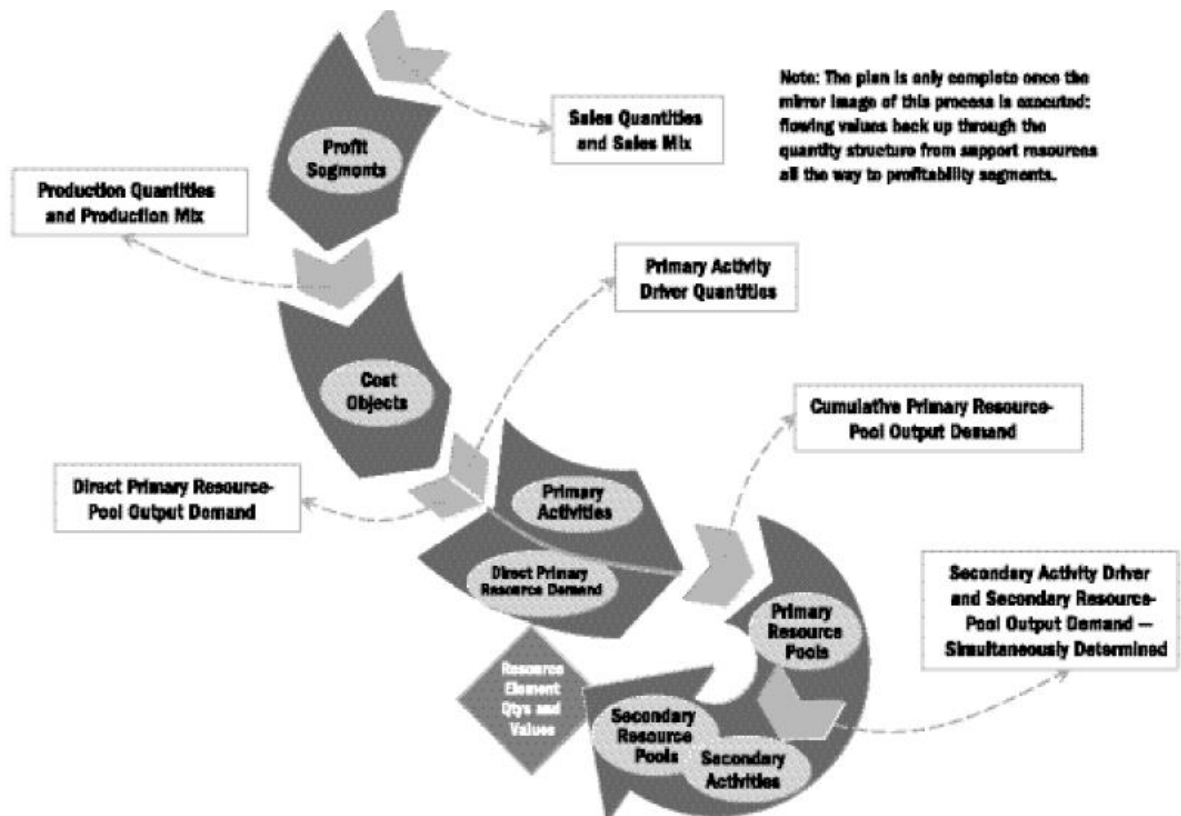 Note: The plan is only complete once the
mirror image of this process is executed:
flowing values back up through the
quantity structure from support resources
all the way to profitability segments.
Sales Quantities
and Sales Mix
Profit
Segments
Production Quantities
and Production Mix
Primary Activity
Driver Quantities
Cost
Objects
Cumulative Primary Resource-
Pool Output Demand
Direct Primary Resource-
Pool Output Demand
Primary
Activities
Direct Primary
Resource Demand
Secondary Activity Driver
and Secondary Resource-
Pool Output Demand —
Simultaneously Determined
Primary
Resource
Pools
Resource
Element
Qtys and
Values
Secondary
Resource
Pools
Secondary
Activities